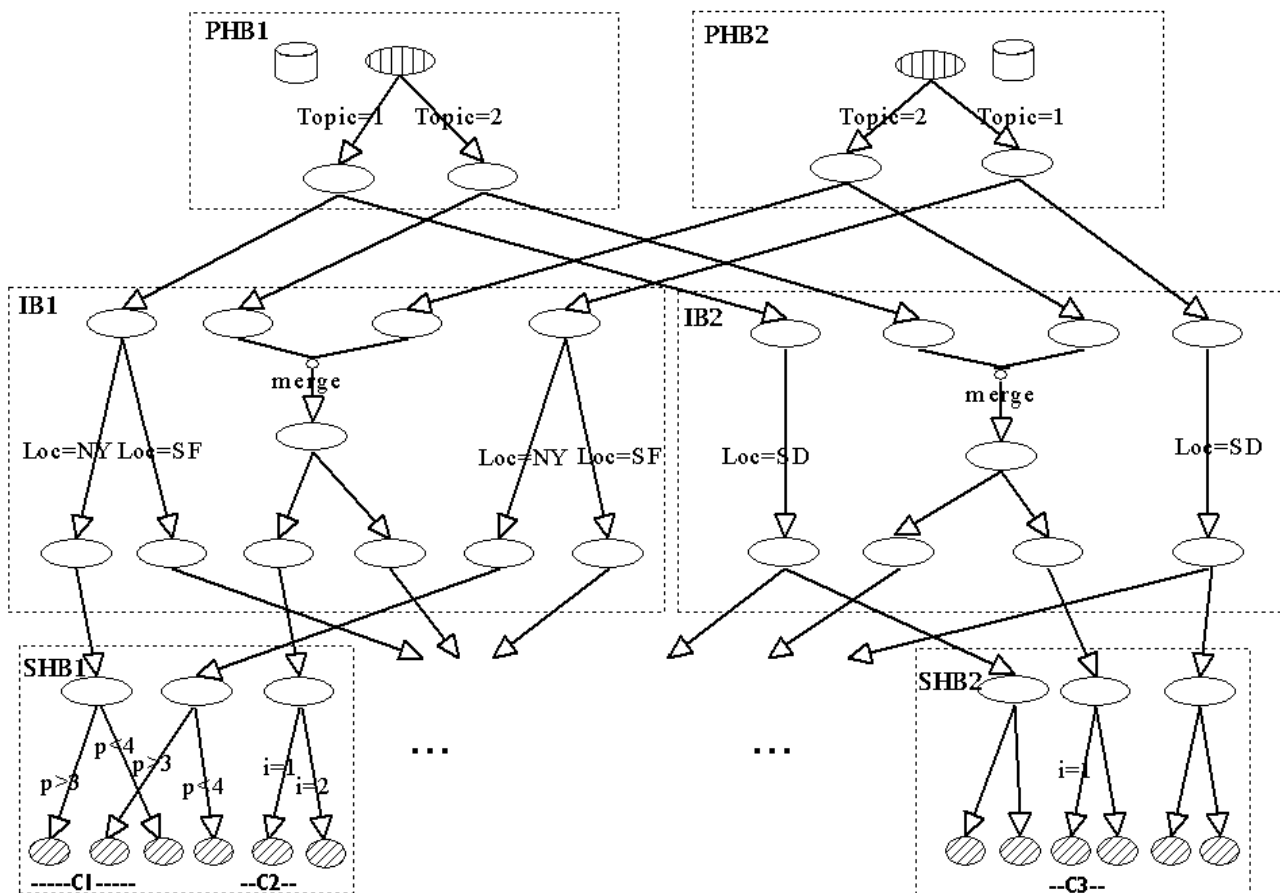 PHB1
PHB2
Topic=1
Topic=2
Topic=2
Topic=1
IB1
IB2
merge
merge
Loc=NY
Loc=SF
Loc=NY
Loc=SF
Loc=SD
Loc=SD
SHB1
SHB2
p>3
p<4
p>3
p<4
i=1
i=2
...
...
i=1
-----C1-----
--C2--
--C3--